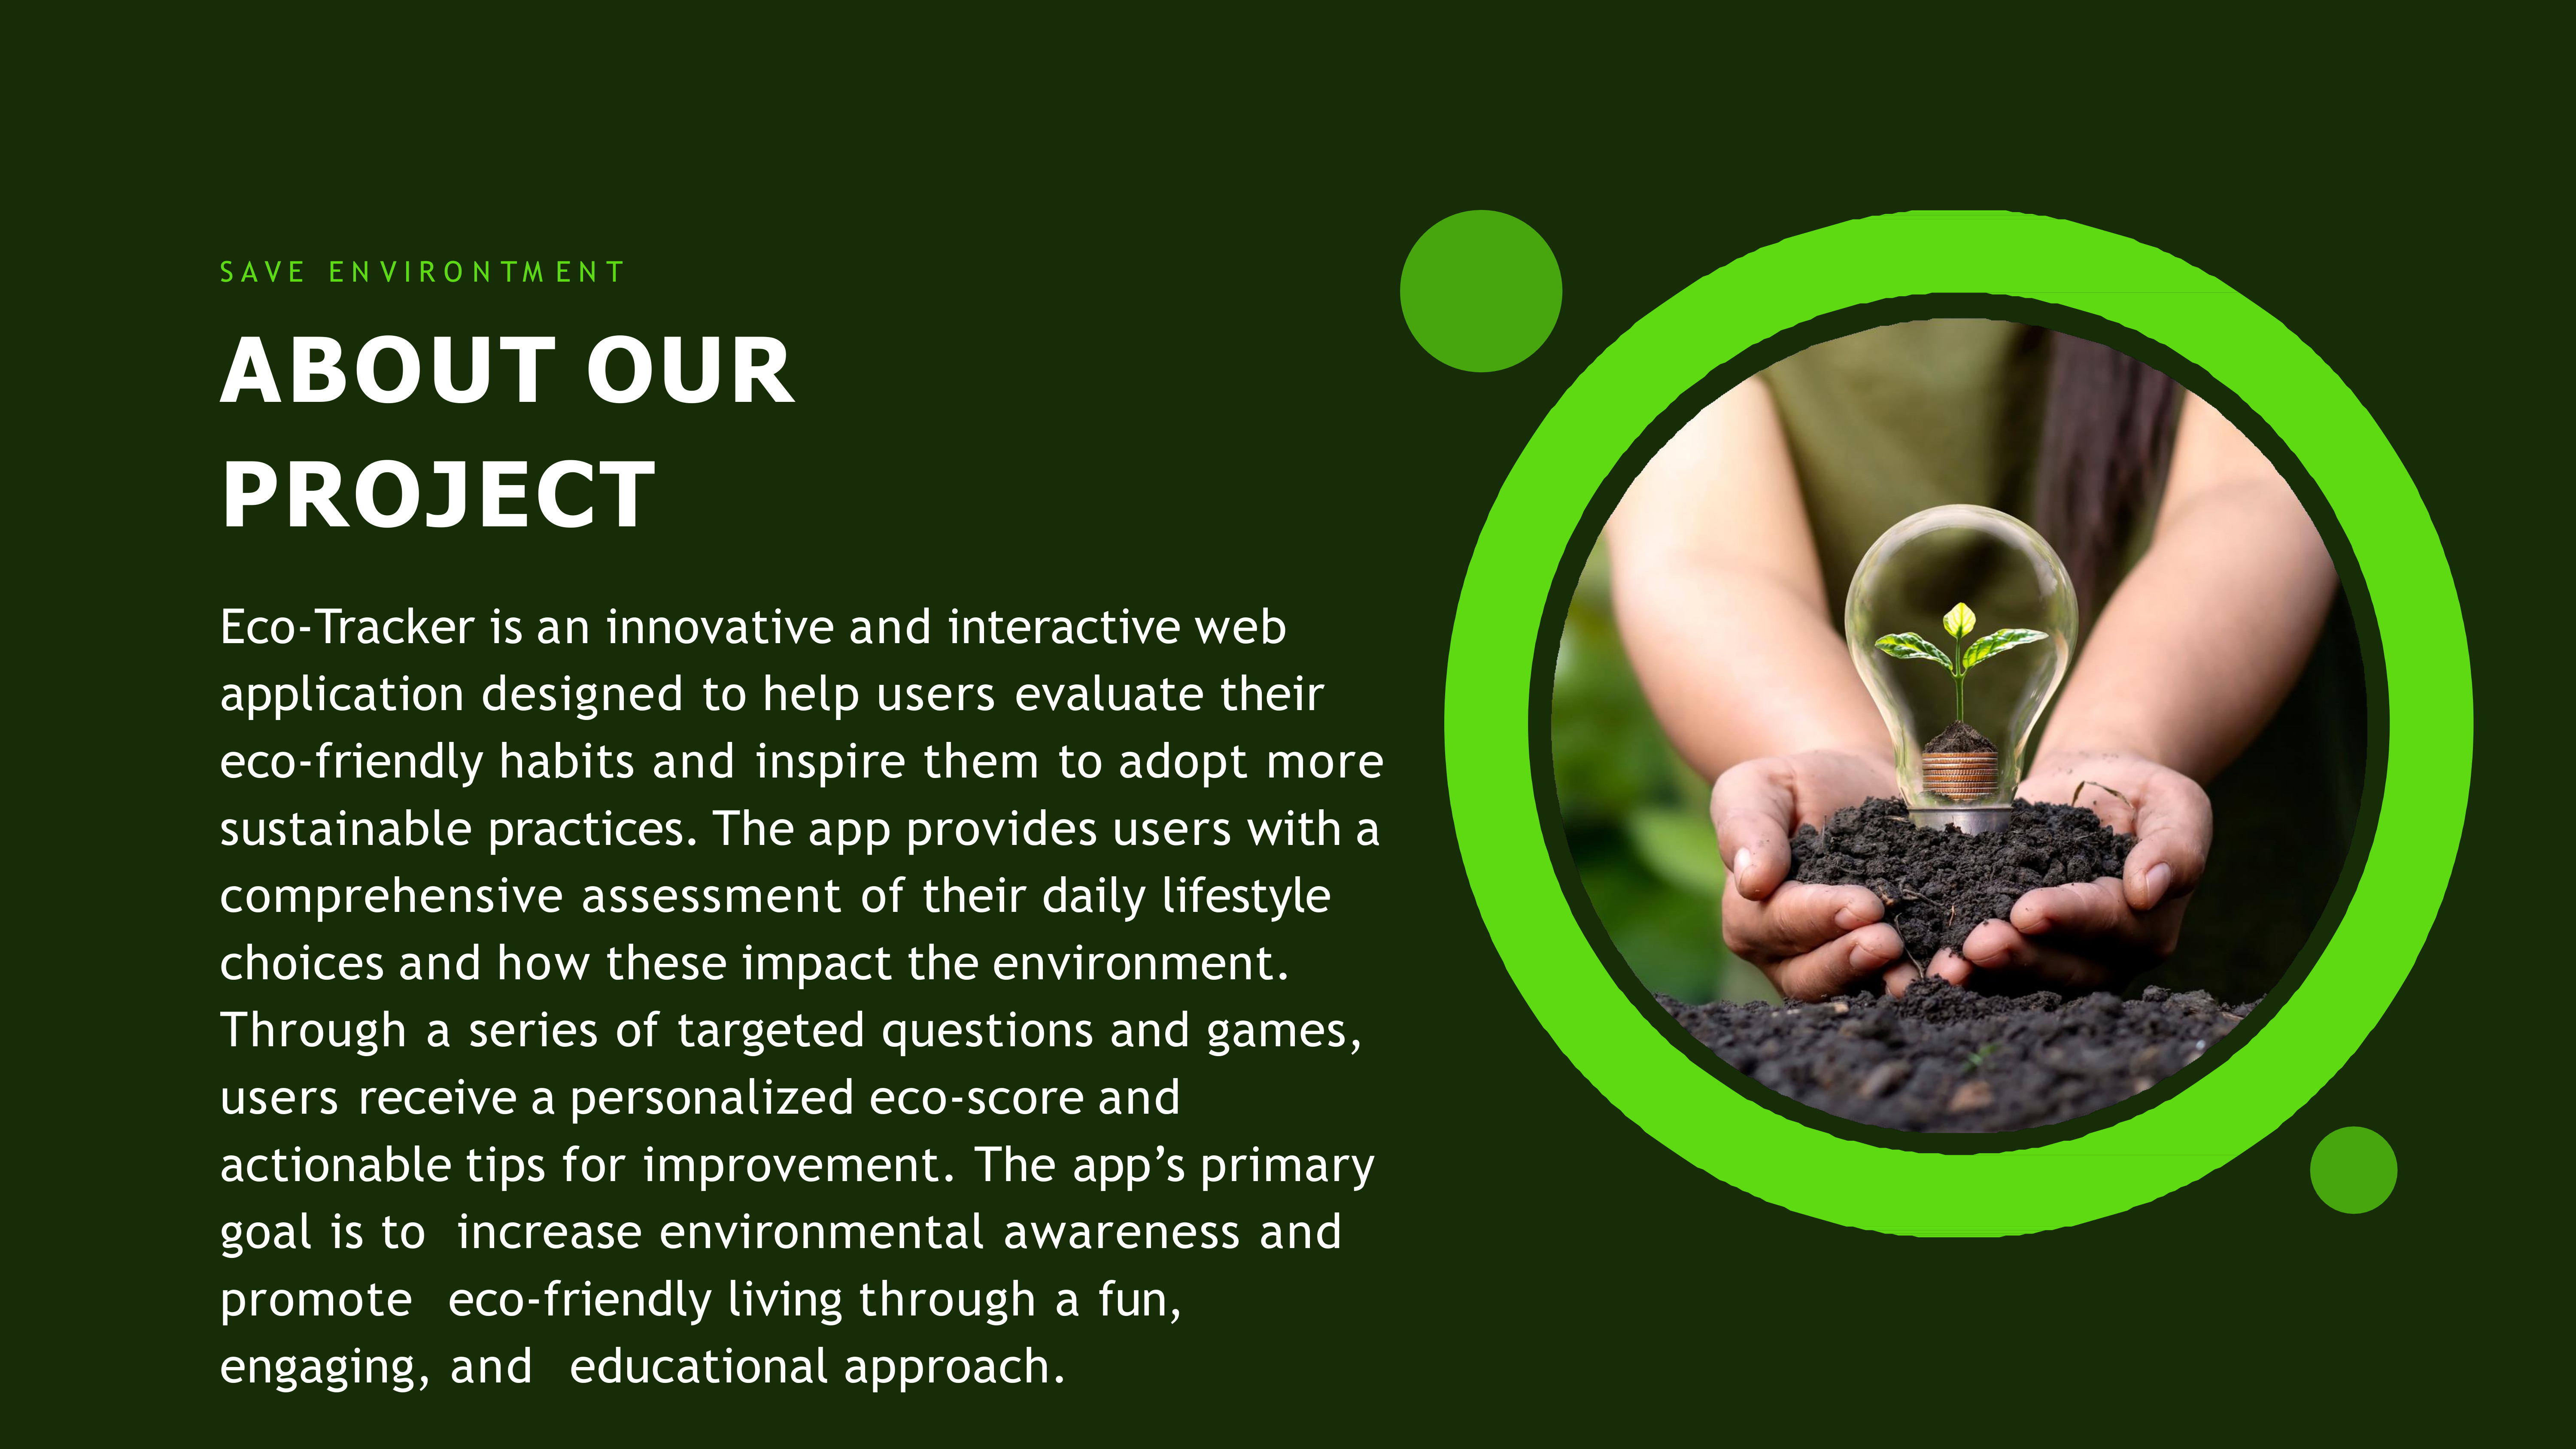 SAVE ENVIRONTMENT
ABOUT OUR
PROJECT
Eco-Tracker is an innovative and interactive web
application designed to help users evaluate their
eco-friendly habits and inspire them to adopt more
sustainable practices. The app provides users with a
comprehensive assessment of their daily lifestyle
choices and how these impact the environment.
Through a series of targeted questions and games,
users receive a personalized eco-score and
actionable tips for improvement. The app’s primary
goal is to increase environmental awareness and
promote eco-friendly living through a fun,
engaging, and educational approach.